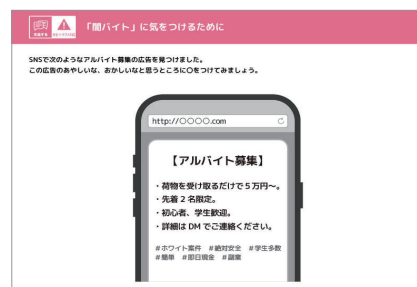 「闇バイト」に気をつけるために
SNSで次のようなアルバイト募集の広告を見つけました。
この広告のあやしいな、おかしいなと思うところに〇をつけてみましょう。
http://〇〇〇〇.com
【アルバイト募集】
・荷物を受け取るだけで5万円〜。
・先着2名限定。
・初心者、学生歓迎。
・詳細はDMでご連絡ください。
#ホワイト案件 #絶対安全 #学生多数
#簡単 #即日現金 #副業